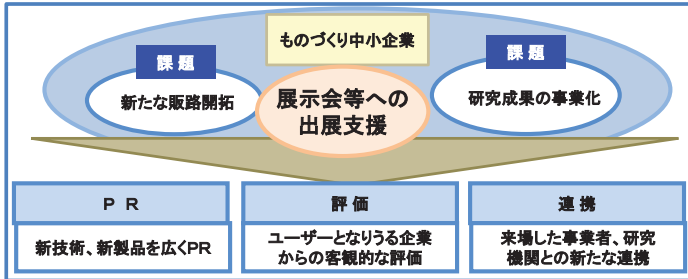 ものづくり中小企業
課題
新たな販路開拓
課題
研究成果の事業化
展示会等への
出展支援
PR
新技術、新製品を広くPR
評価
ユーザーとなりうる企業
からの客観的な評価
連携
来場した事業者、研究
機関との新たな連携